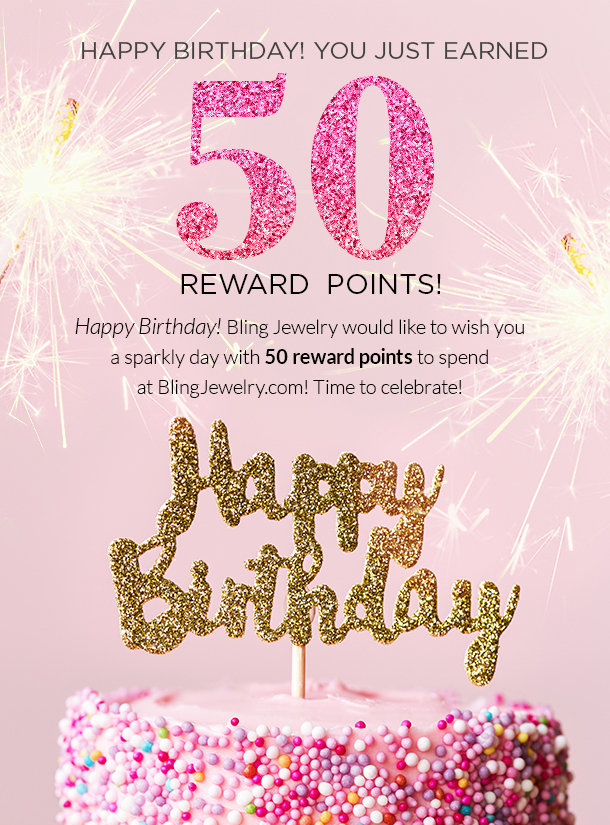 HAPPY BIRTHDAY! YOU JUST EARNED
50
REWARD POINTS!
Happy Birthday! Bling Jewelry would like to wish you
a sparkly day with 50 reward points to spend
at BlingJewelry.com! Time to celebrate!
Happy
Birthday